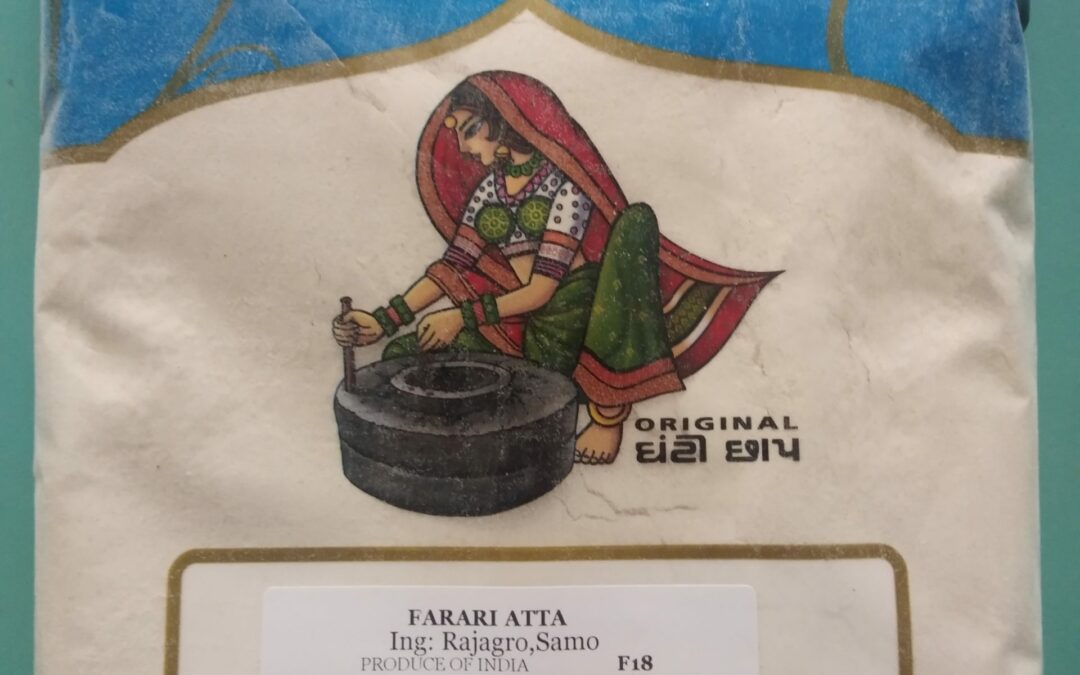 ORIGINAL
ઘંટી છાપ
FARARI ATTA
Ing: Rajagro,Samo
PRODUCE OF INDIA F18